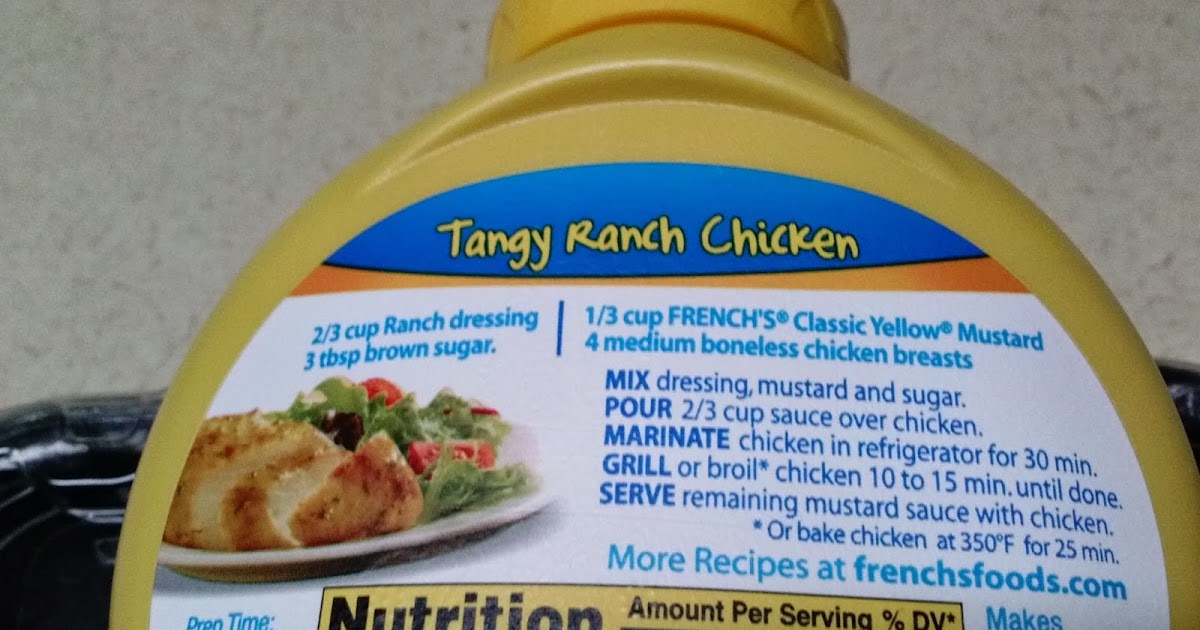 Tangy Ranch Chicken
2/3 cup Ranch dressing
3 tbsp brown sugar.
1/3 cup FRENCH'S® Classic Yellow® Mustard
4 medium boneless chicken breasts
MIX dressing, mustard and sugar.
POUR 2/3 cup sauce over chicken.
MARINATE chicken in refrigerator for 30 min.
GRILL or broil* chicken 10 to 15 min. until done.
SERVE remaining mustard sauce with chicken.
* Or bake chicken at 350°F for 25 min.
More Recipes at frenchsfoods.com
Prep Time:
Nutrition
Amount Per Serving % DV*
Makes